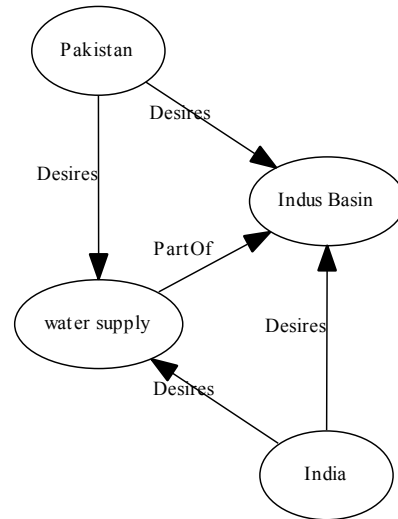 Pakistan
Desires
Desires
Indus Basin
PartOf
water supply
Desires
Desires
India